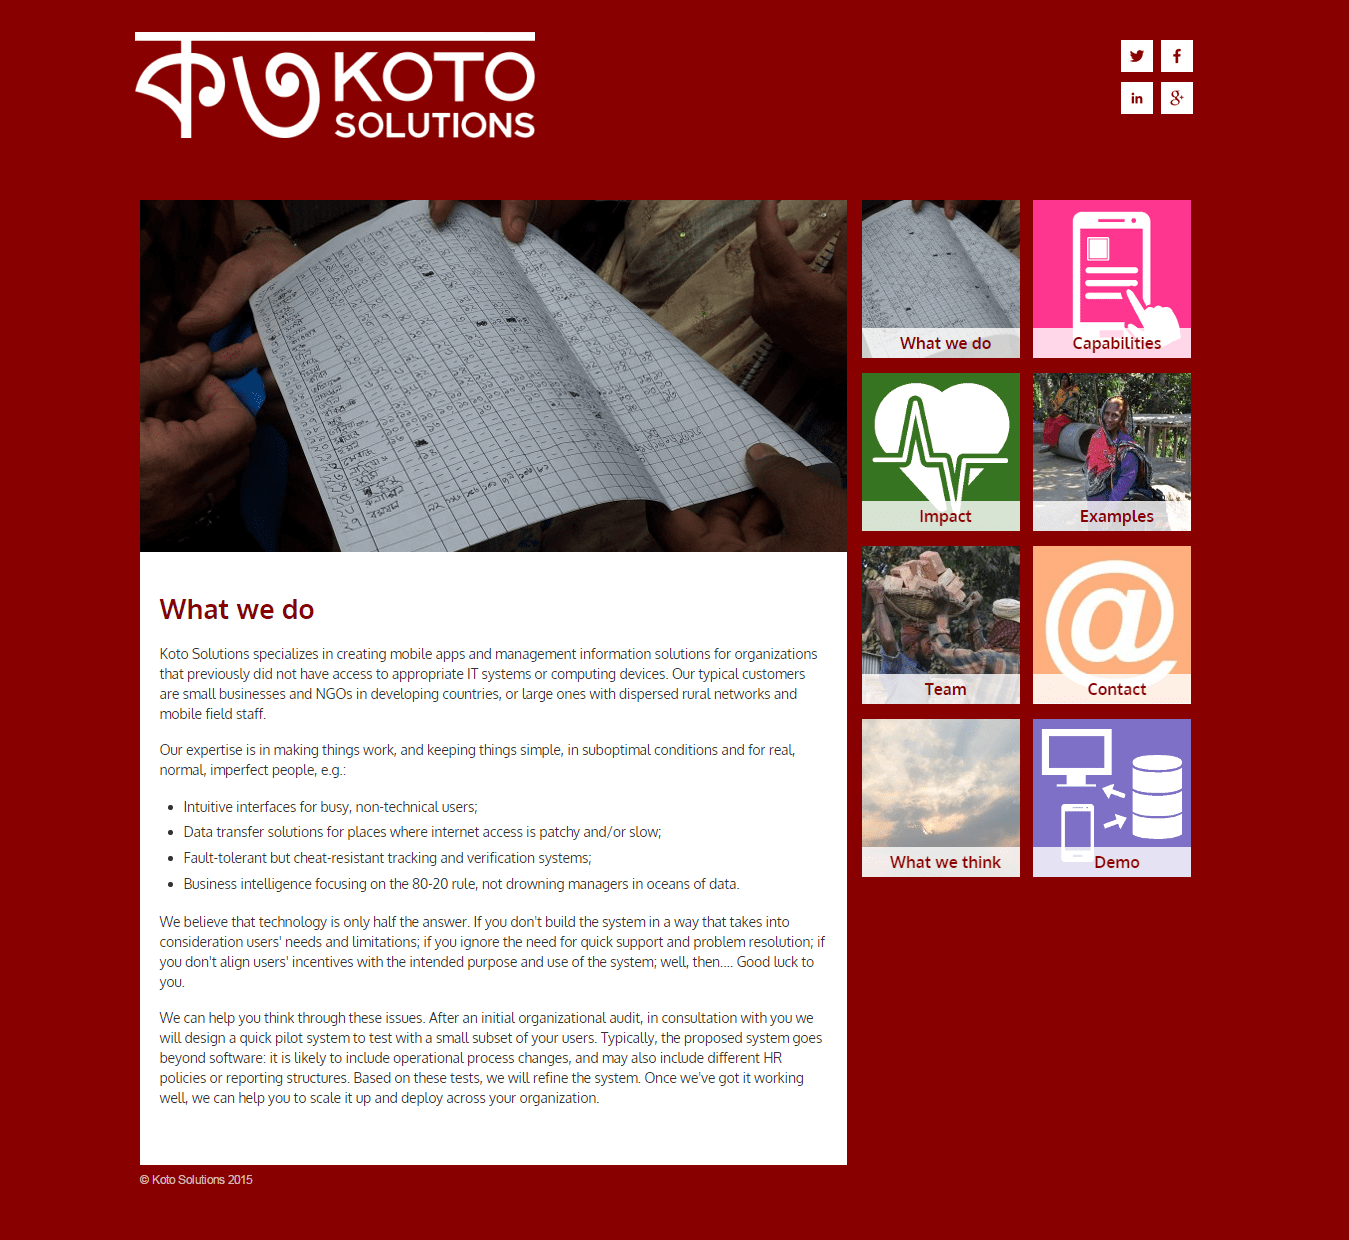 কত KOTO
SOLUTIONS
What we do
Capabilities
Impact
Examples
Team
Contact
What we think
Demo
What we do
Koto Solutions specializes in creating mobile apps and management information solutions for organizations
that previously did not have access to appropriate IT systems or computing devices. Our typical customers
are small businesses and NGOs in developing countries, or large ones with dispersed rural networks and
mobile field staff.
Our expertise is in making things work, and keeping things simple, in suboptimal conditions and for real,
normal, imperfect people, e.g.:
• Intuitive interfaces for busy, non-technical users;
• Data transfer solutions for places where internet access is patchy and/or slow;
• Fault-tolerant but cheat-resistant tracking and verification systems;
• Business intelligence focusing on the 80-20 rule, not drowning managers in oceans of data.
We believe that technology is only half the answer. If you don't build the system in a way that takes into
consideration users' needs and limitations; if you ignore the need for quick support and problem resolution; if
you don't align users' incentives with the intended purpose and use of the system; well, then.... Good luck to
you.
We can help you think through these issues. After an initial organizational audit, in consultation with you we
will design a quick pilot system to test with a small subset of your users. Typically, the proposed system goes
beyond software: it is likely to include operational process changes, and may also include different HR
policies or reporting structures. Based on these tests, we will refine the system. Once we've got it working
well, we can help you to scale it up and deploy across your organization.
© Koto Solutions 2015